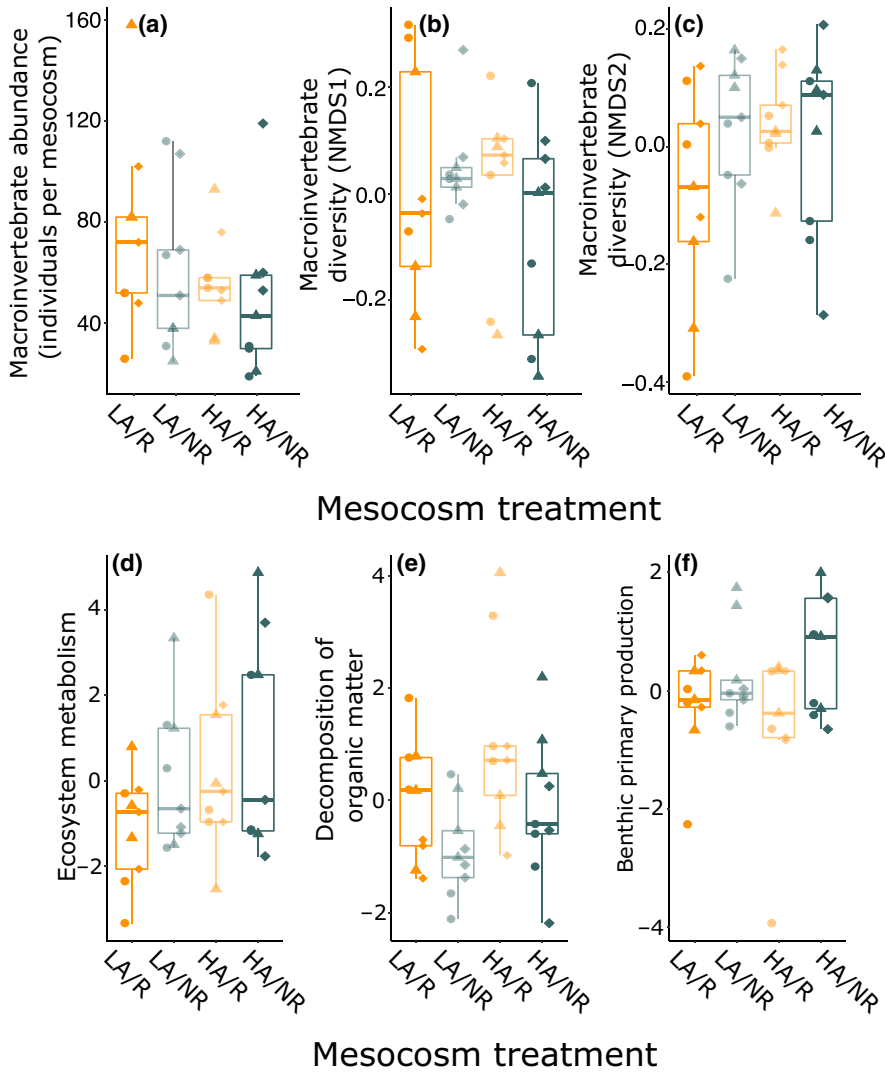 (a)
Macroinvertebrate abundance
(individuals per mesocosm)
160
120
80
40
LA/R
LA/NR
HA/R
HA/NR
(b)
Macroinvertebrate
diversity (NMDS1)
0.2
0.0
−0.2
LA/R
LA/NR
HA/R
HA/NR
(c)
Macroinvertebrate
diversity (NMDS2)
0.2
0.0
−0.2
−0.4
LA/R
LA/NR
HA/R
HA/NR
Mesocosm treatment
(d)
Ecosystem metabolism
4
2
0
−2
LA/R
LA/NR
HA/R
HA/NR
(e)
Decomposition of
organic matter
4
2
0
−2
LA/R
LA/NR
HA/R
HA/NR
(f)
Benthic primary production
2
0
−2
−4
LA/R
LA/NR
HA/R
HA/NR
Mesocosm treatment